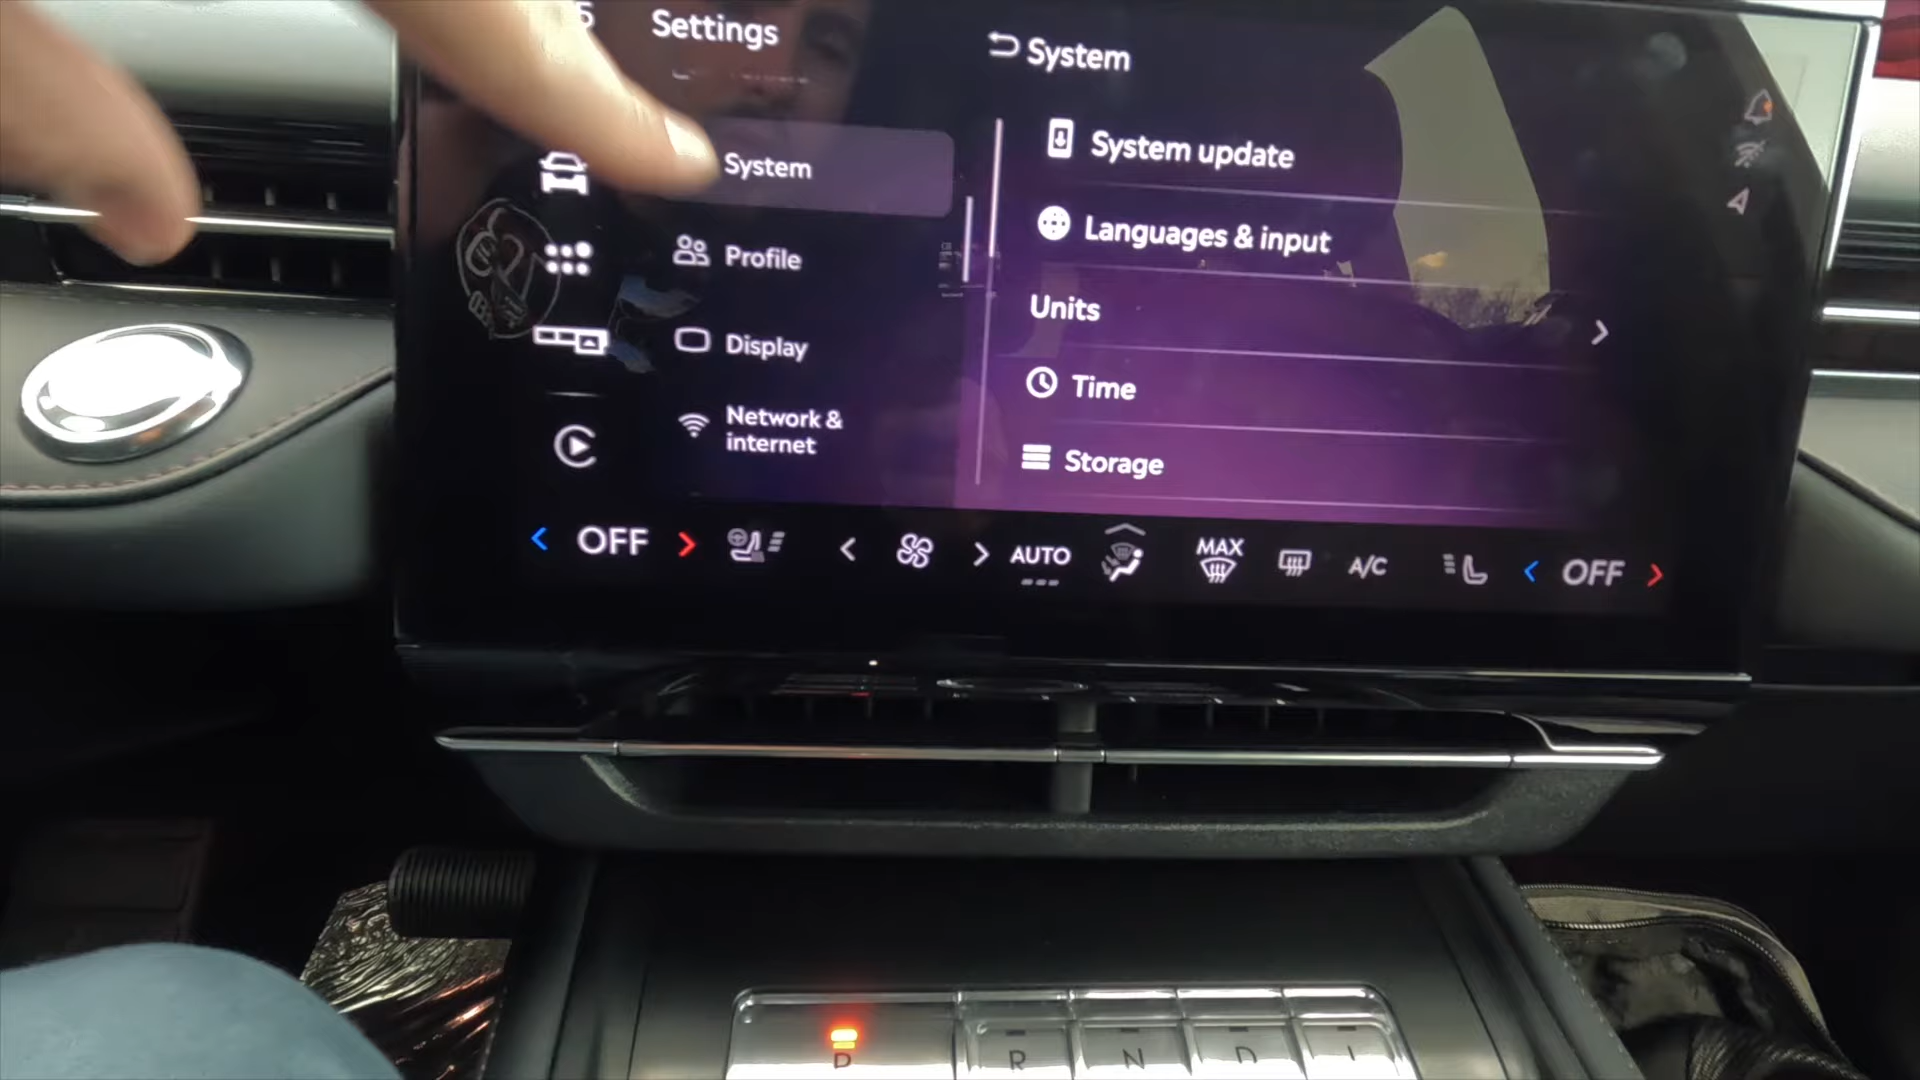 Settings
System
System
System update
Languages & input
Profile
Units
Display
Time
Network &
internet
Storage
OFF
AUTO
MAX
A/C
OFF
P
R
N
D